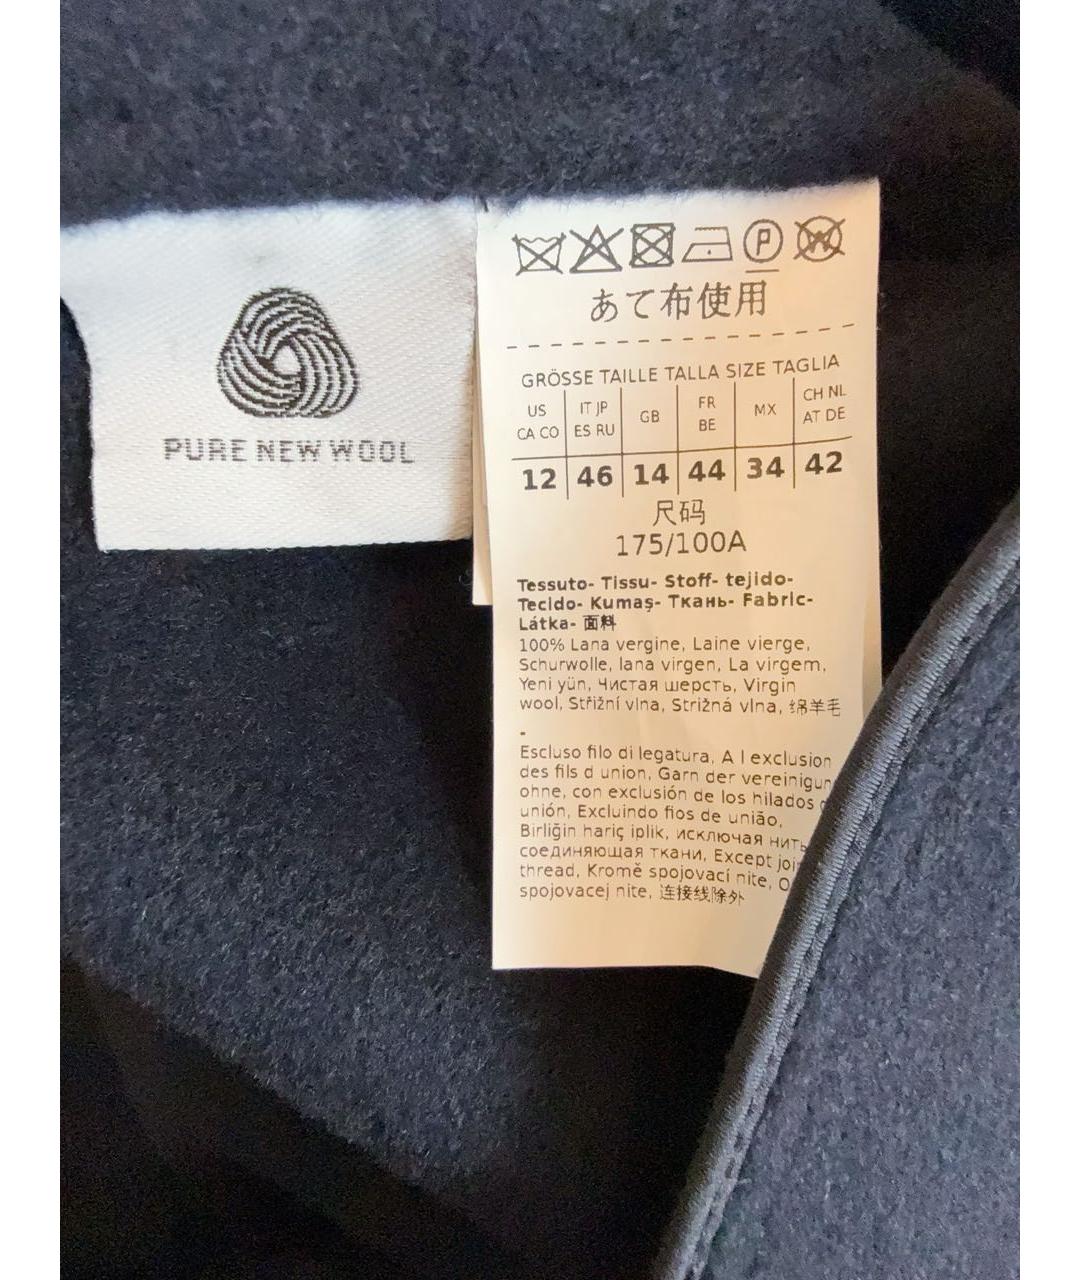 PURE NEW WOOL
あて布使用
GRÖSSE TAILLE TALLA SIZE TAGLIA
US CA CO IT JP ES RU GB FR BE MX CH NL AT DE
12 46 14 44 34 42
尺码
175/100A
Tessuto- Tissu- Stoff- tejido-
Tecido- Kumaş- Ткань- Fabric-
Látka- 面料
100% Lana vergine, Laine vierge,
Schurwolle, lana virgen, La virgem,
Yeni yün, Чистая шерсть, Virgin
wool, Střižní vlna, Strižná vlna, 绵羊毛
-
Escluso filo di legatura, A l exclusion
des fils d union, Garn der vereinigun
ohne, con exclusión de los hilados
unión, Excluindo fios de união,
Birliğin hariç iplik, исключая нить
соединяющая ткани, Except joi
thread, Kromě spojovací nite, O
spojovacej nite, 连接线除外